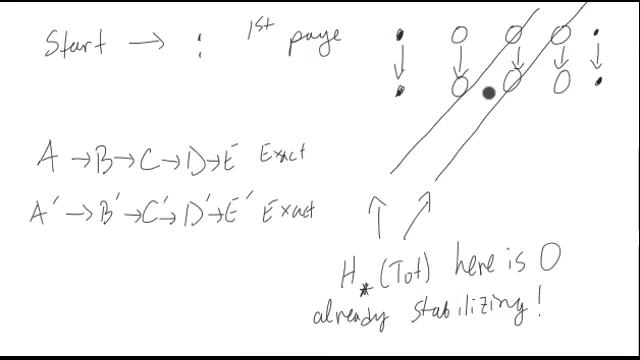 Start → : 1st page
A → B → C → D → E Exact
A' → B' → C' → D' → E' Exact
H*(Tot) here is 0
already stabilizing!